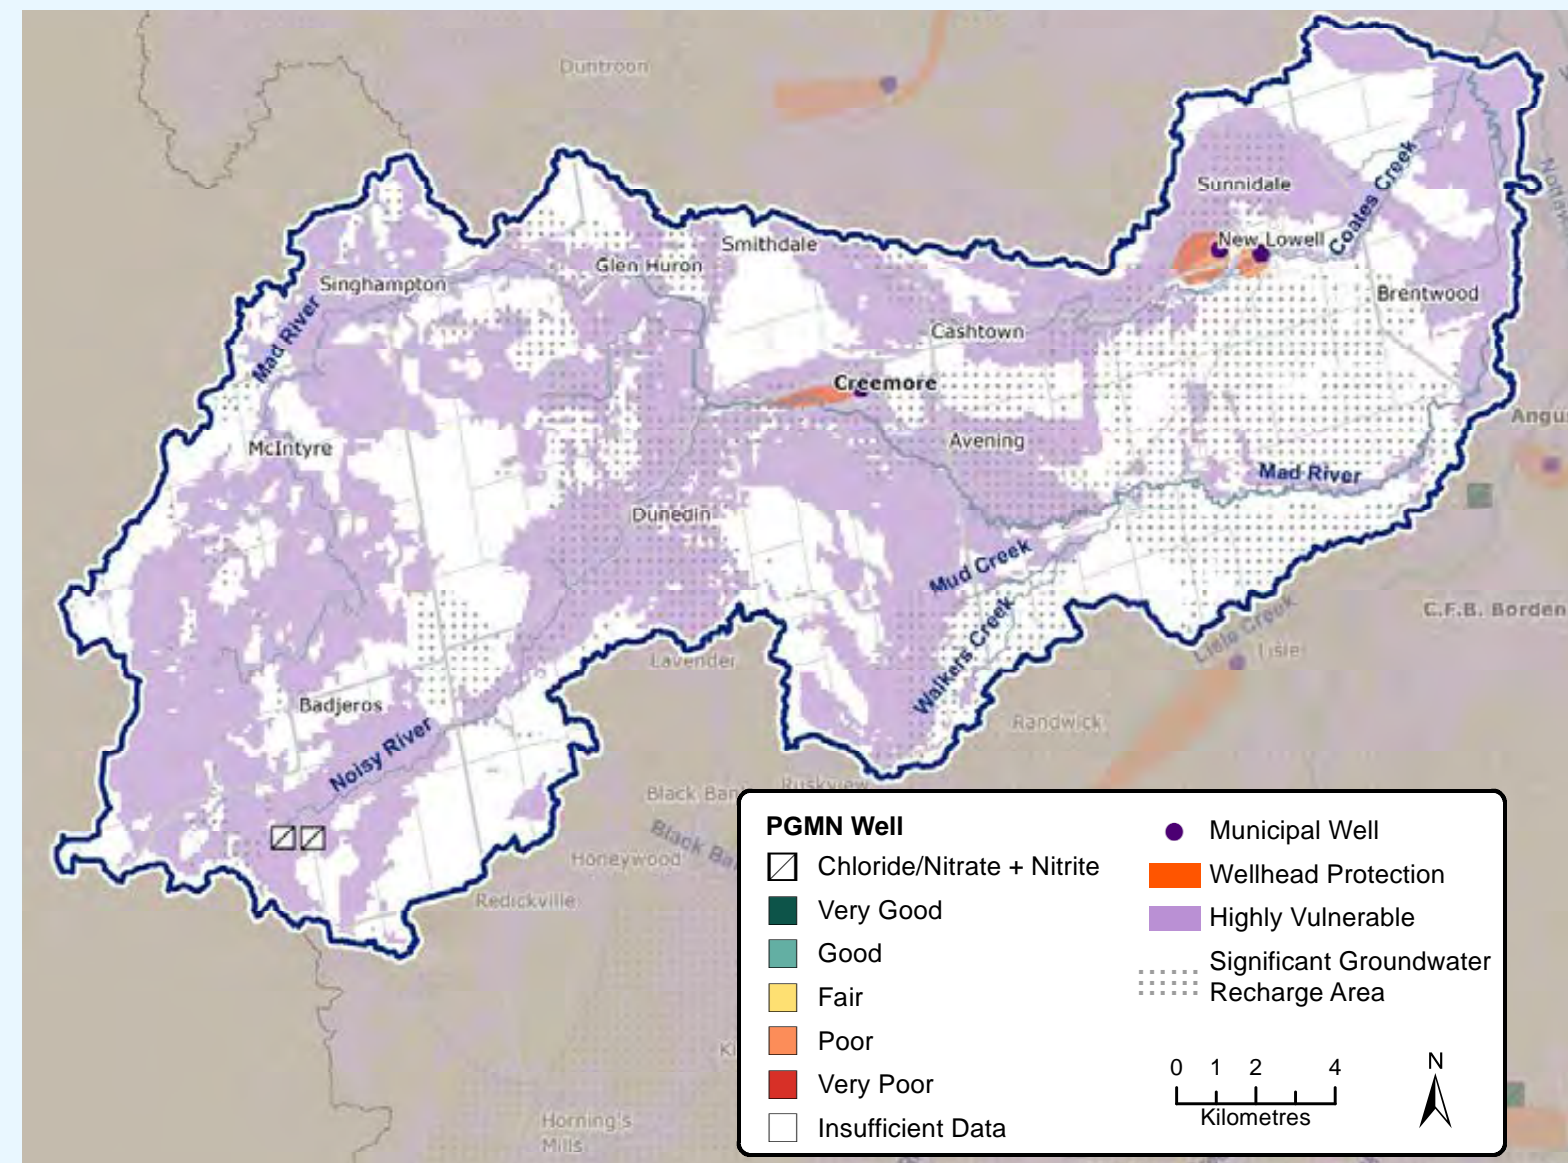 Duntroon
Sunnidale
Coates Creek
New Lowell
Smithdale
Glen Huron
Singhampton
Brentwood
Mad River
Cashtown
Creemore
Angus
Avening
McIntyre
Mad River
Dunedin
Mud Creek
C.F.B. Borden
Walkers Creek
Lisle Creek
Lisle
Lavender
Badjeros
Randwick
Noisy River
Ruskview
Black Ban
Black Ba
Honeywood
Redickville
Horning's
Mills
PGMN Well
Chloride/Nitrate + Nitrite
Very Good
Good
Fair
Poor
Very Poor
Insufficient Data
Municipal Well
Wellhead Protection
Highly Vulnerable
Significant Groundwater
Recharge Area
0 1 2 4
Kilometres
N